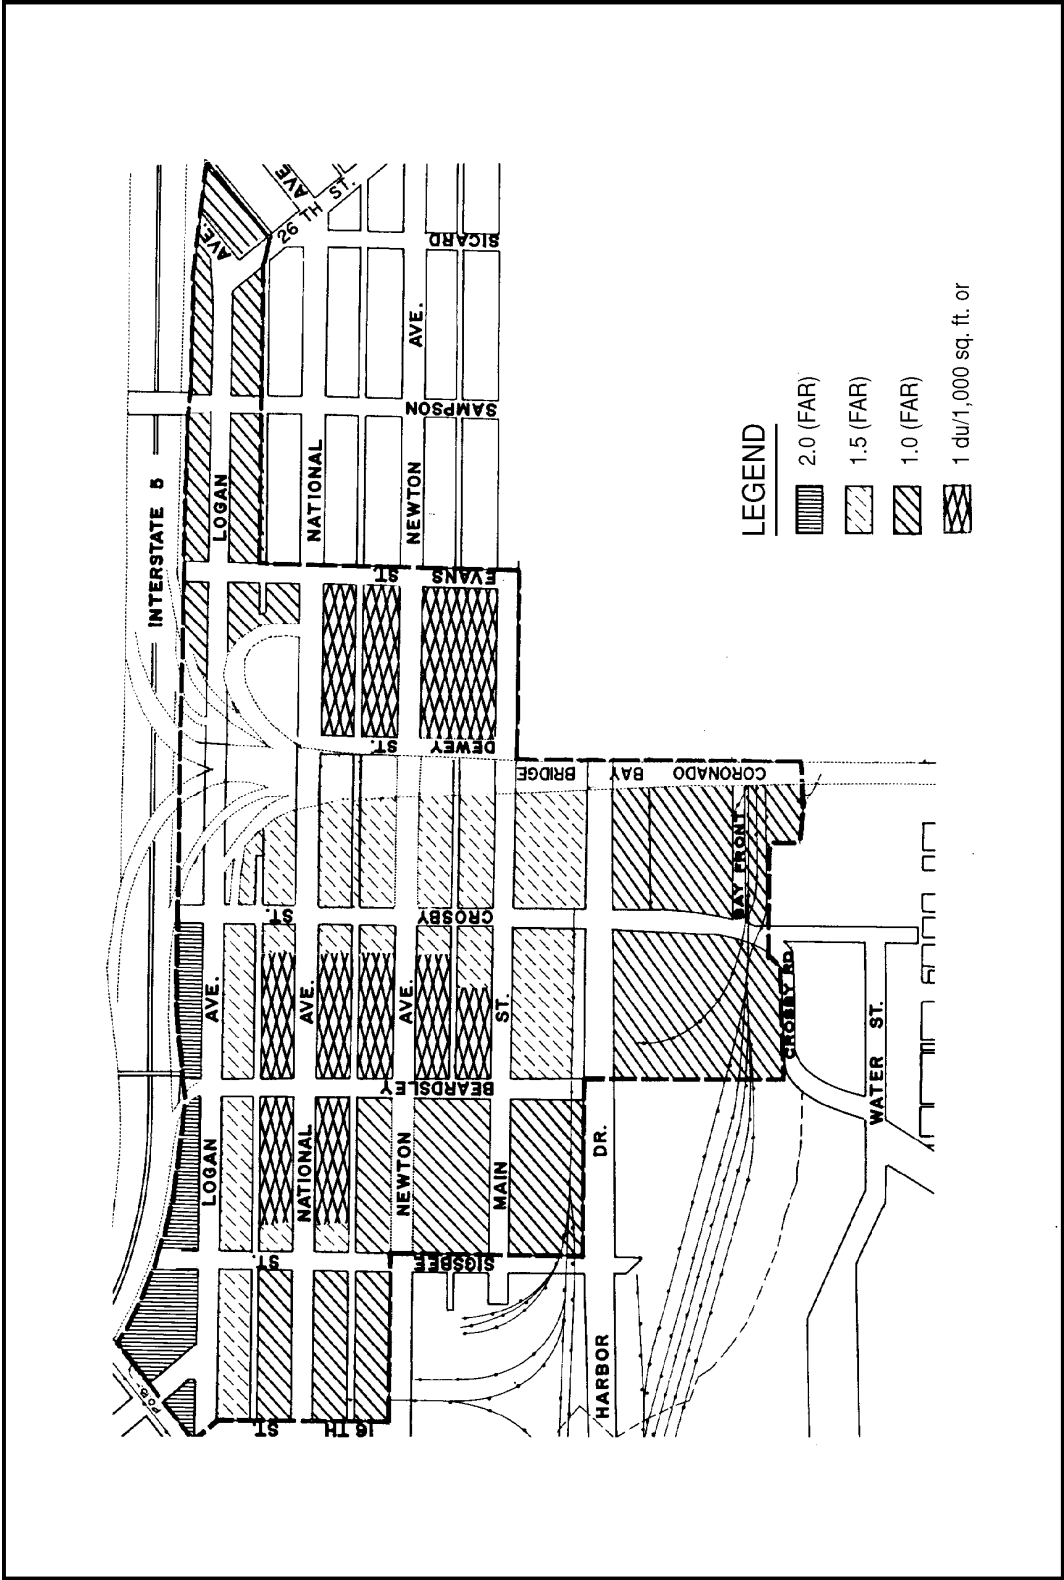 INTERSTATE 5
LOGAN
AVE.
LOGAN
AVE.
NATIONAL
AVE.
NATIONAL
AVE.
NEWTON
AVE.
NEWTON
AVE.
MAIN
ST.
HARBOR
DR.
WATER ST.
CROSBY RD
BAY FRONT
16 TH
ST.
SIGSBEE
ST.
BEARDSLEY
CROSBY
ST.
CORONADO
BAY
BRIDGE
DEWEY
ST.
EVANS
ST.
SAMPSON
SICARD
26 TH ST.
LEGEND
2.0 (FAR)
1.5 (FAR)
1.0 (FAR)
1 du/1,000 sq. ft. or